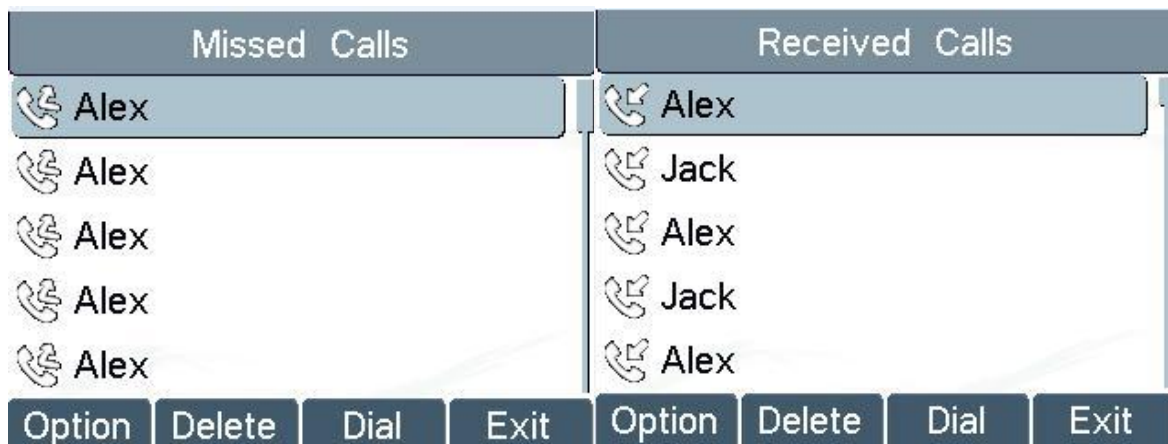 Missed Calls
Alex
Alex
Alex
Alex
Alex
Option Delete Dial Exit
Received Calls
Alex
Jack
Alex
Jack
Alex
Option Delete Dial Exit